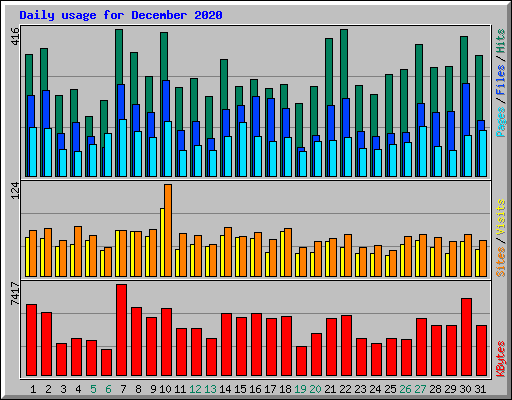 Daily usage for December 2020
416
Pages / Files / Hits
124
Sites / Visits
7417
KBytes
1 2 3 4 5 6 7 8 9 10 11 12 13 14 15 16 17 18 19 20 21 22 23 24 25 26 27 28 29 30 31